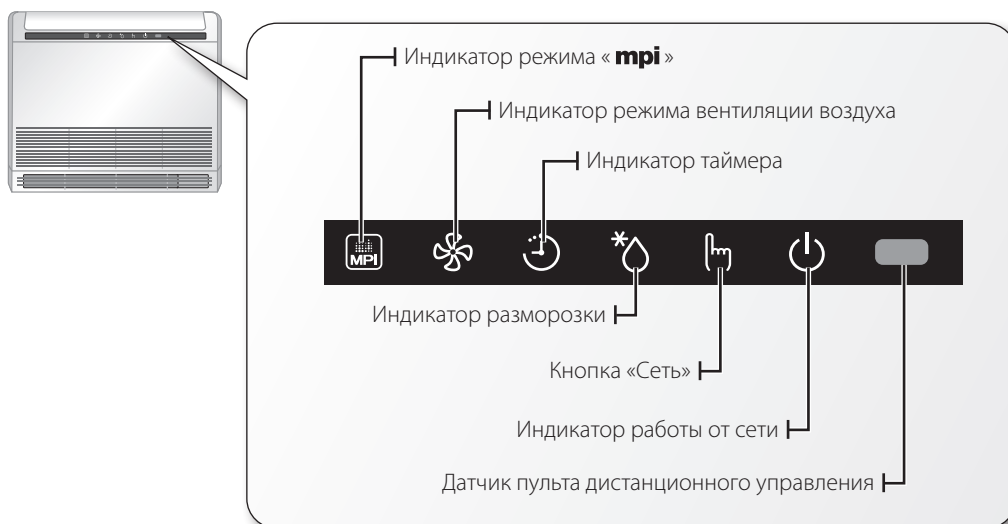 Индикатор режима « mpi »
Индикатор режима вентиляции воздуха
Индикатор таймера
MPI
Индикатор разморозки
Кнопка «Сеть»
Индикатор работы от сети
Датчик пульта дистанционного управления